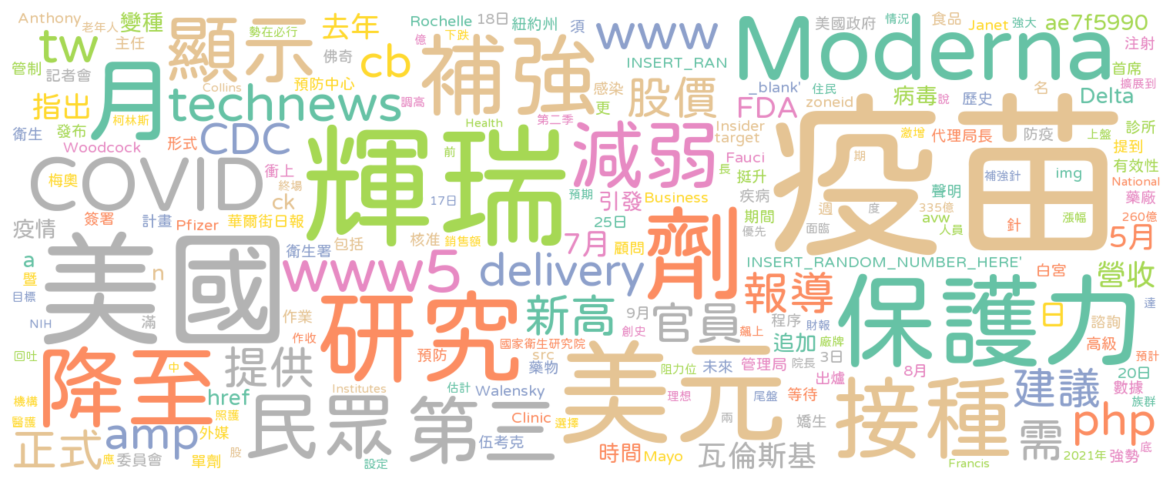 Anthony 老年人 變種 去年 Rochelle 18日 紐約州 須 www Moderna 美國政府 情況 食品 Janet 強大 ae7f5990
tw 主任 勢在必行 顯示 佛奇 cb 下跌 億 補強 INSERT_RAN 注射
管制 記者會 月 Collins 預防中心 感染 更 股價 _blank' 住民 名 首席
指出 technews 調高 FDA zoneid 病毒 說 歷史 擴展到 Delta
衛生 發布 柯林斯 形式 CDC Health 第二季 減弱 Insider target 疫苗 激增 代理局長 防疫 上盤 診所
Woodcock 輝瑞 前 Fauci 期 提到
COVID 衝上 挺升 長 疾病 有效性
梅奧 終場 ck 17日 預期 引發 Business 週 度 聲明 補強針 img National
簽署 計畫 Pfizer 華爾街日報 25日 期間 優先 面臨 335億 avw 人員 針 漲幅 藥廠 260億
疫情 衛生署 包括 核准 銷售額 7月 顧問 劑 5月
a n 美國 www5 delivery INSERT_RANDOM_NUMBER_HERE' 白宮 營收
盤 目標 滿 研究 新高 9月 官員 報導 保護力 日 達
NIH 作業 作收 創史 飆上 程序 財報 追加 廠牌 諮詢
回吐 降至 中 提供 國家衛生研究院 預防 src 藥物 美元 阻力位 未來 管理局 3日 院長 高級 預計
機構 href Institutes 估計 Walensky 理想 尾盤 等待 出爐 8月 接種 建議 20日 數據 族群
醫護 照護 amp 民眾 第三 Clinic 選擇 兩 嬌生 需 php
正式 應 委員會 外媒 單劑 股 設定 伍考克 時間 Mayo 瓦倫斯基 Francis 2021年 強勢 底